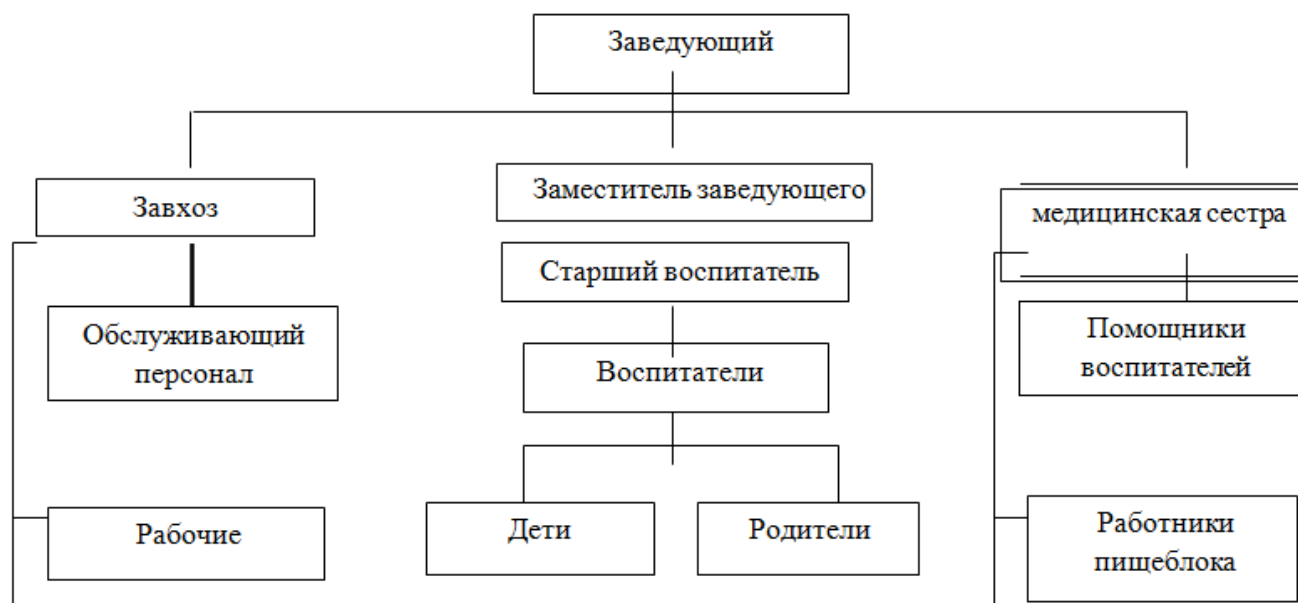 Заведующий
Завхоз
Заместитель заведующего
медицинская сестра
Старший воспитатель
Обслуживающий
персонал
Воспитатели
Помощники
воспитателей
Рабочие
Дети
Родители
Работники
пищеблока